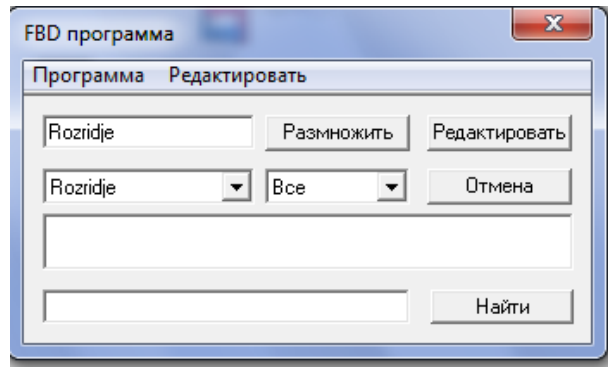 FBD программа
Программа Редактировать
Rozridje Размножить Редактировать
Rozridje Все Отмена
Найти